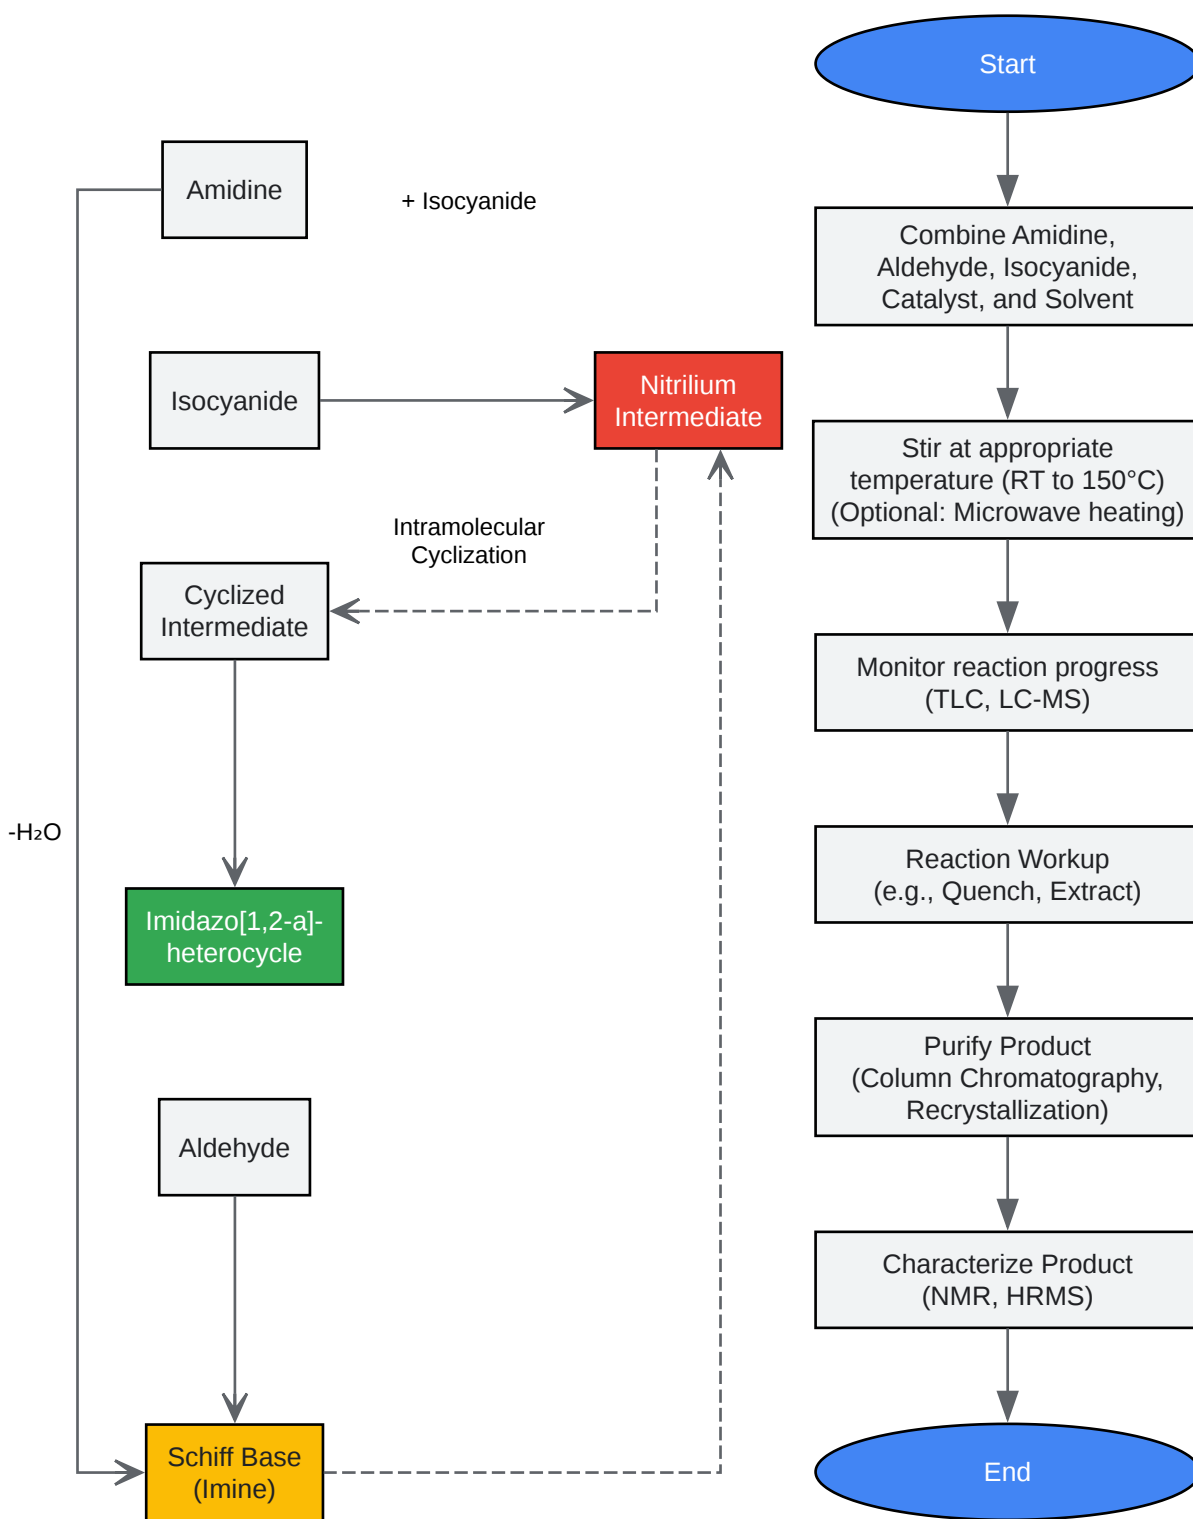 Amidine
+ Isocyanide
Isocyanide
Nitrilium
Intermediate
Intramolecular
Cyclization
Cyclized
Intermediate
-H₂O
Imidazo[1,2-a]-
heterocycle
Aldehyde
Schiff Base
(Imine)
Start
Combine Amidine,
Aldehyde, Isocyanide,
Catalyst, and Solvent
Stir at appropriate
temperature (RT to 150°C)
(Optional: Microwave heating)
Monitor reaction progress
(TLC, LC-MS)
Reaction Workup
(e.g., Quench, Extract)
Purify Product
(Column Chromatography,
Recrystallization)
Characterize Product
(NMR, HRMS)
End